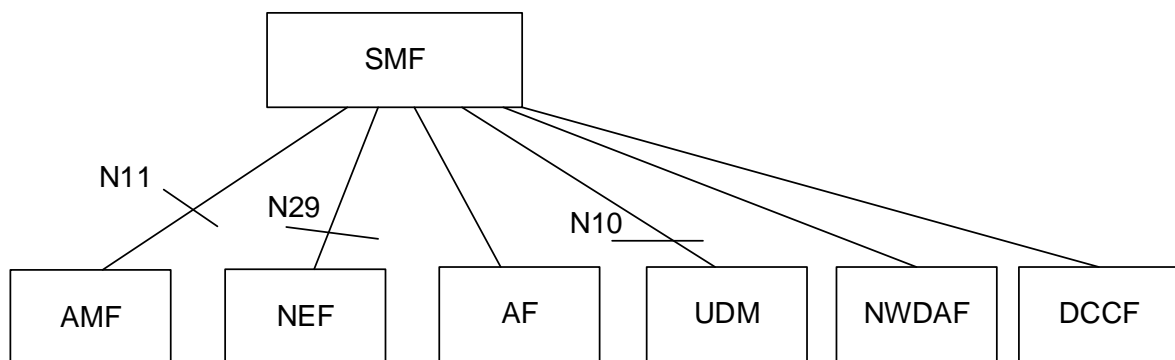 SMF
N11
N29
N10
AMF
NEF
AF
UDM
NWDAF
DCCF